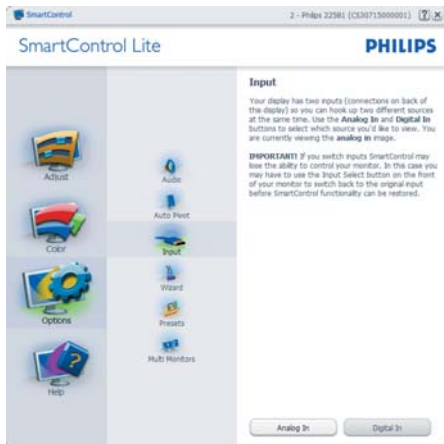 SmartControl
2 - Philips 225B1 (CS30715000001)
SmartControl Lite
PHILIPS
Adjust
Color
Options
Help
Audio
Auto Pivot
Input
Wizard
Presets
Multi Monitors
Input
Your display has two inputs (connections on back of
the display) so you can hook up two different sources
at the same time. Use the Analog In and Digital In
buttons to select which source you'd like to view. You
are currently viewing the analog in image.
IMPORTANT! If you switch inputs SmartControl may
lose the ability to control your monitor. In this case you
may have to use the Input Select button on the front
of your monitor to switch back to the original input
before SmartControl functionality can be restored.
Analog In
Digital In